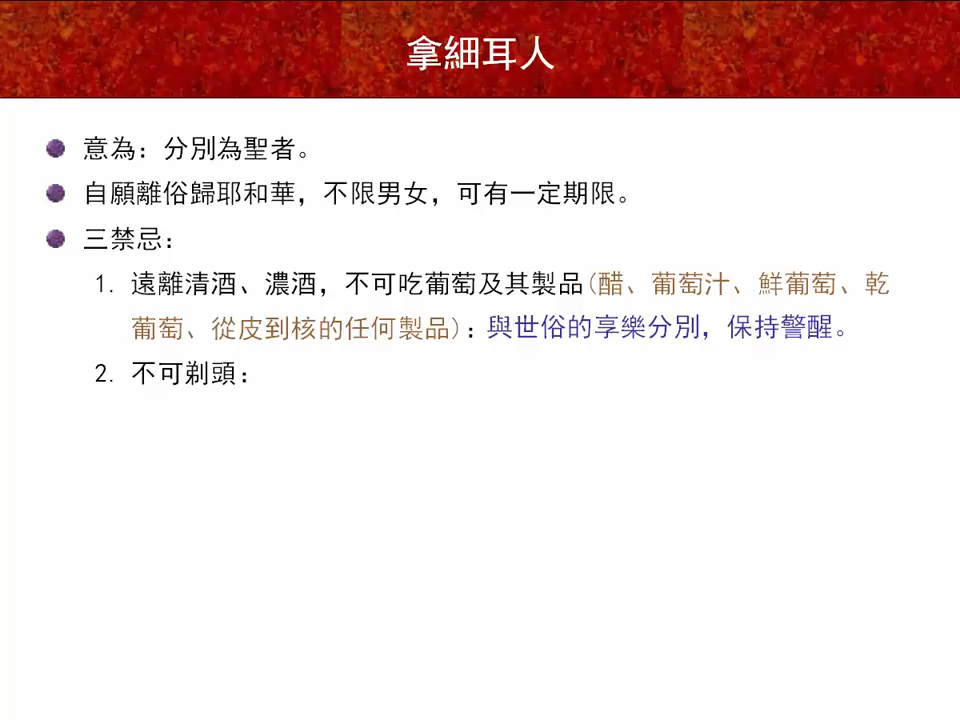 拿細耳人
意為：分別為聖者。
自願離俗歸耶和華，不限男女，可有一定期限。
三禁忌：
1. 遠離清酒、濃酒，不可吃葡萄及其製品(醋、葡萄汁、鮮葡萄、乾
葡萄、從皮到核的任何製品)：與世俗的享樂分別，保持警醒。
2. 不可剃頭：